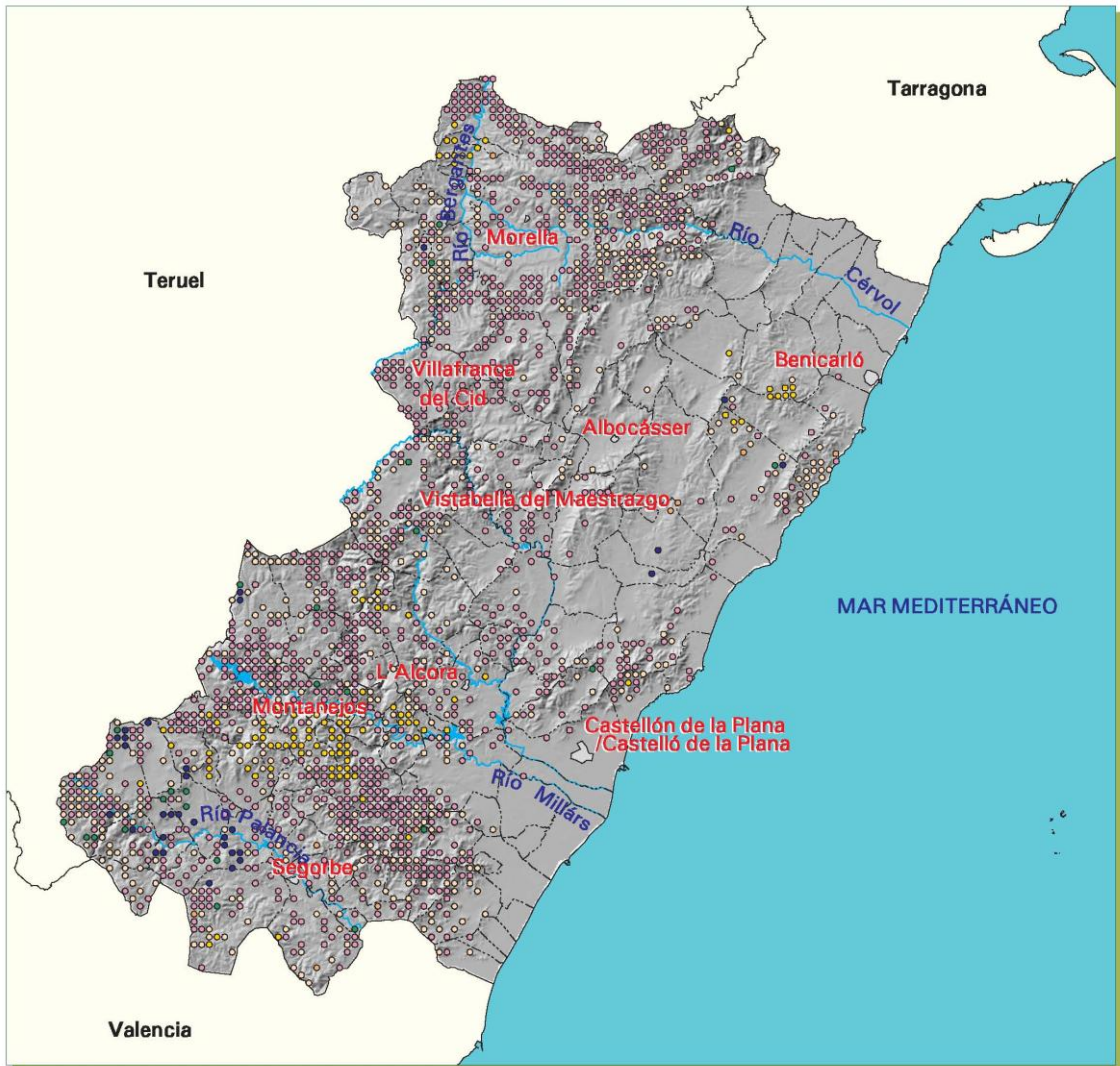 Tarragona
Río Bergantes
Morella
Río Cérvol
Teruel
Benicarló
Villafranca
del Cid
Albocásser
Vistabella del Maestrazgo
MAR MEDITERRÁNEO
L'Alcora
Montanejos
Castellón de la Plana
/Castelló de la Plana
Río Millárs
Río Palancia
Segorbe
Valencia